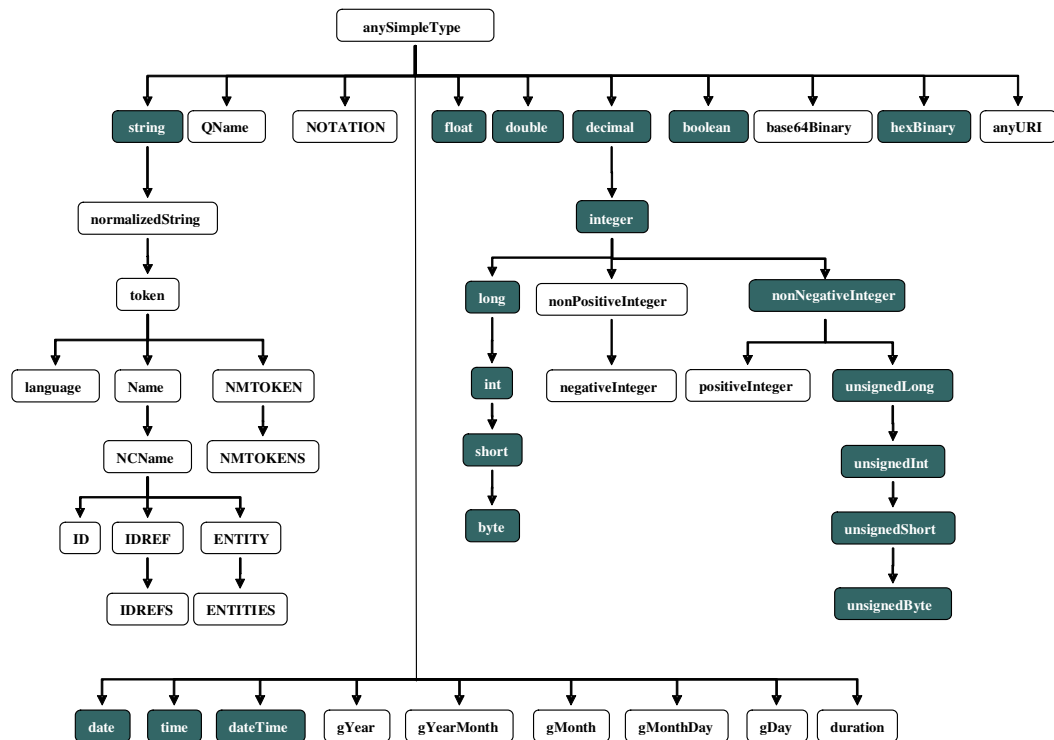 anySimpleType
string
QName
NOTATION
float
double
decimal
boolean
base64Binary
hexBinary
anyURI
normalizedString
integer
token
long
nonPositiveInteger
nonNegativeInteger
language
Name
NMTOKEN
int
negativeInteger
positiveInteger
unsignedLong
NCName
NMTOKENS
short
unsignedInt
ID
IDREF
ENTITY
byte
unsignedShort
IDREFS
ENTITIES
unsignedByte
date
time
dateTime
gYear
gYearMonth
gMonth
gMonthDay
gDay
duration